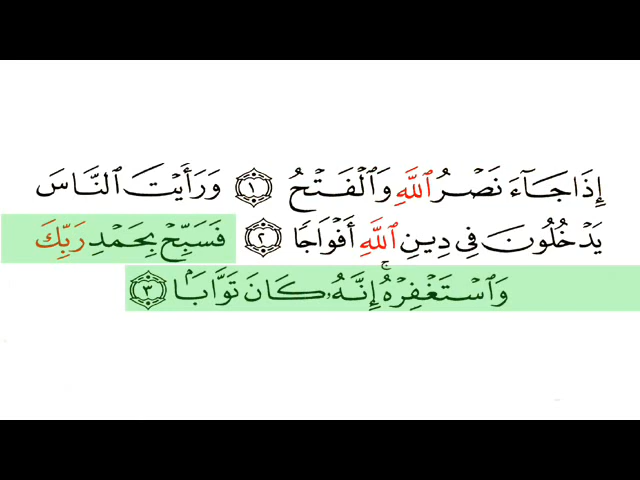 إِذَا جَآءَ نَصْرُ ٱللَّهِ وَٱلْفَتْحُ ١ وَرَأَيْتَ ٱلنَّاسَ
يَدْخُلُونَ فِى دِينِ ٱللَّهِ أَفْوَاجًا ٢ فَسَبِّحْ بِحَمْدِ رَبِّكَ
وَٱسْتَغْفِرْهُ ۚ إِنَّهُۥ كَانَ تَوَّابَۢا ٣